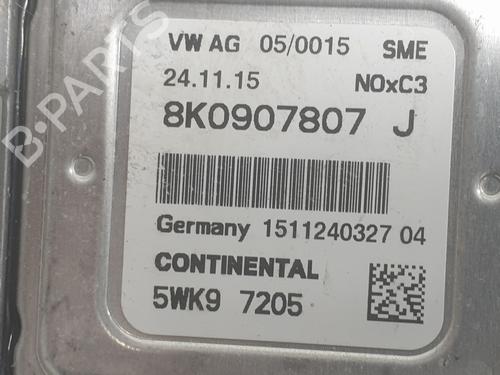 VW AG 05/0015 SME
24.11.15 NOxC3
8K0907807 J
Germany 1511240327 04
CONTINENTAL
5WK9 7205
B-PARTS